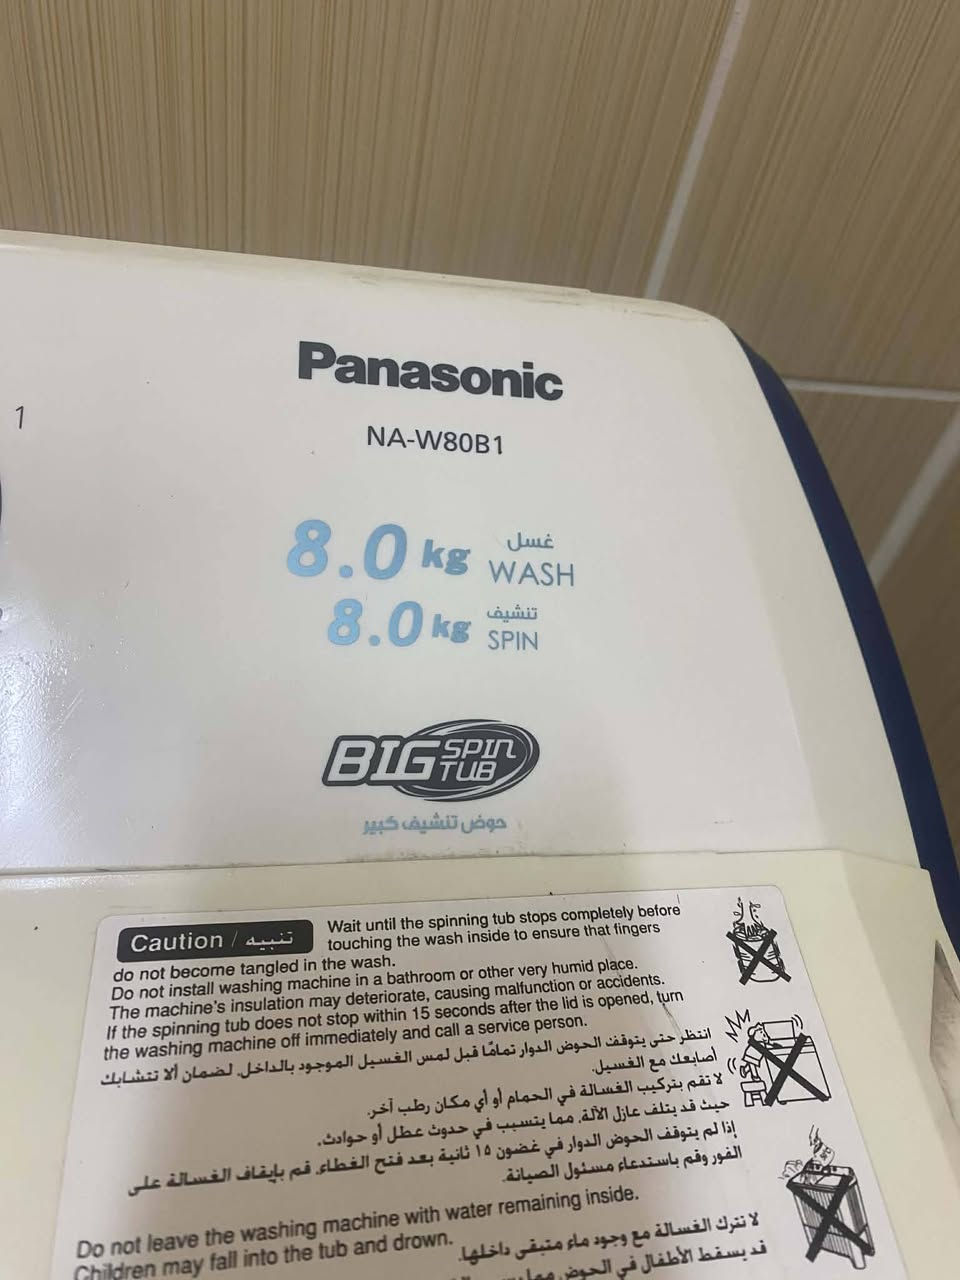 1
Panasonic
NA-W80B1
8.0 kg غسل WASH
8.0 kg تنشيف SPIN
BIG SPIN TUB
حوض تنشيف كبير
Caution / تنبيه
Wait until the spinning tub stops completely before
touching the wash inside to ensure that fingers
do not become tangled in the wash.
Do not install washing machine in a bathroom or other very humid place.
The machine's insulation may deteriorate, causing malfunction or accidents.
If the spinning tub does not stop within 15 seconds after the lid is opened, turn
the washing machine off immediately and call a service person.
انتظر حتى يتوقف الحوض الدوار تمامًا قبل لمس الغسيل الموجود بالداخل. لضمان ألا تتشابك
أصابعك مع الغسيل.
لا تقم بتركيب الغسالة في الحمام أو أي مكان رطب آخر.
حيث قد يتلف عازل الآلة، مما يتسبب في حدوث عطل أو حوادث.
إذا لم يتوقف الحوض الدوار في غضون ١٥ ثانية بعد فتح الغطاء، قم بإيقاف الغسالة على
الفور وقم باستدعاء مسئول الصيانة.
Do not leave the washing machine with water remaining inside.
Children may fall into the tub and drown.
لا تترك الغسالة مع وجود ماء متبقي داخلها.
قد يسقط الأطفال في الحوض